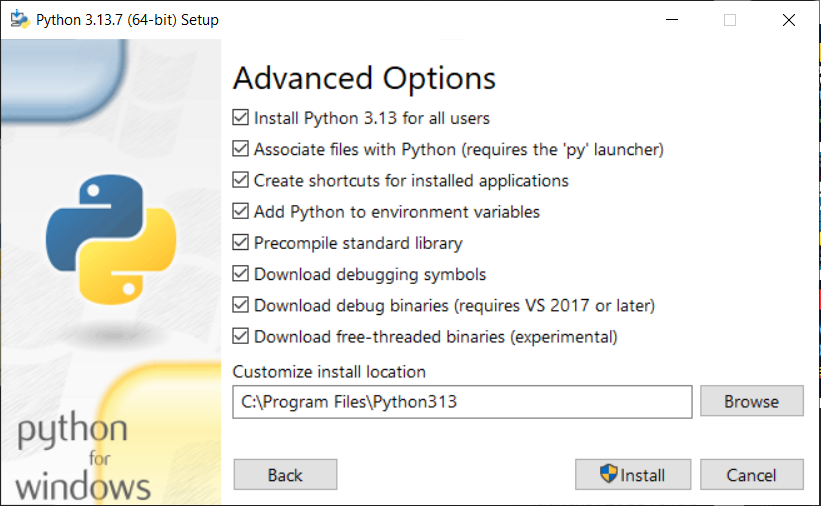 Python 3.13.7 (64-bit) Setup
Advanced Options
Install Python 3.13 for all users
Associate files with Python (requires the 'py' launcher)
Create shortcuts for installed applications
Add Python to environment variables
Precompile standard library
Download debugging symbols
Download debug binaries (requires VS 2017 or later)
Download free-threaded binaries (experimental)
Customize install location
C:\Program Files\Python313
Browse
python
for
windows
Back
Install
Cancel